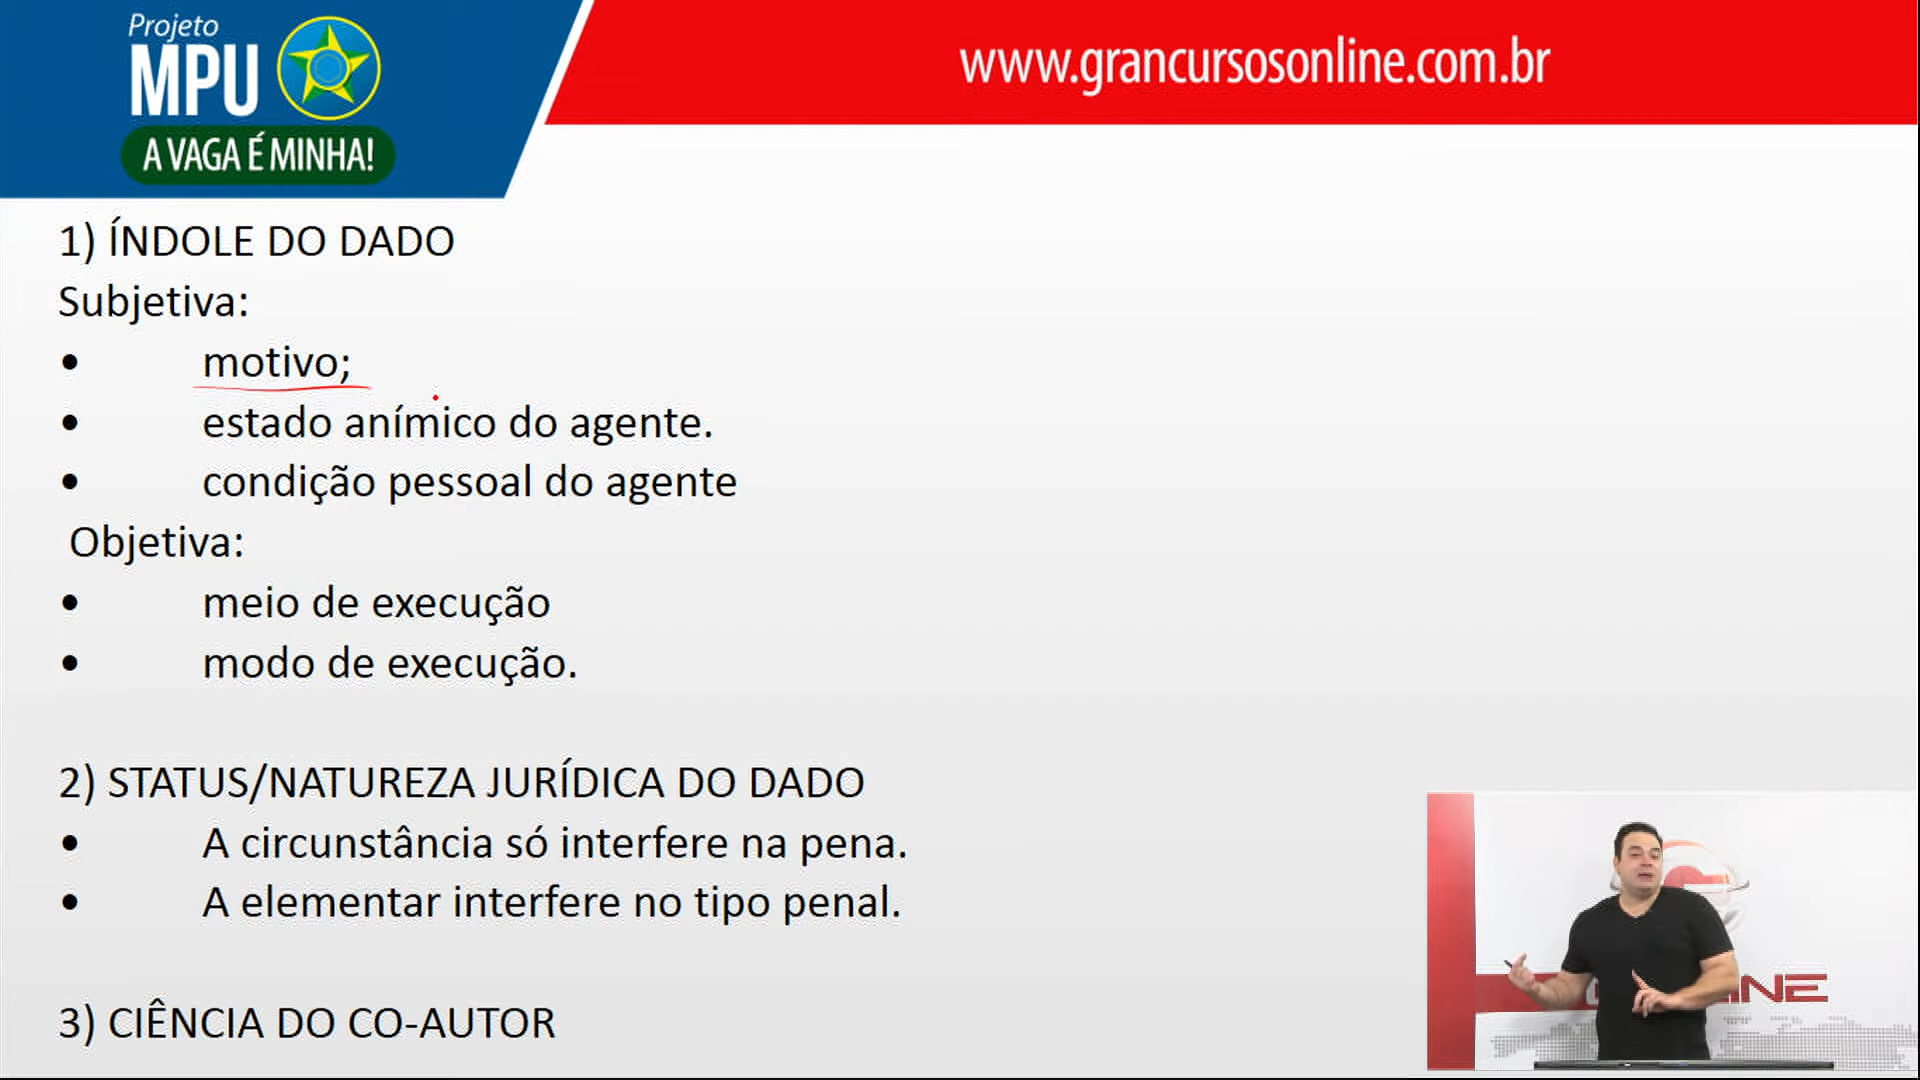 Projeto
MPU
A VAGA É MINHA!
www.grancursosonline.com.br
1) ÍNDOLE DO DADO
Subjetiva:
• motivo;
• estado anímico do agente.
• condição pessoal do agente
Objetiva:
• meio de execução
• modo de execução.
2) STATUS/NATUREZA JURÍDICA DO DADO
• A circunstância só interfere na pena.
• A elementar interfere no tipo penal.
3) CIÊNCIA DO CO-AUTOR